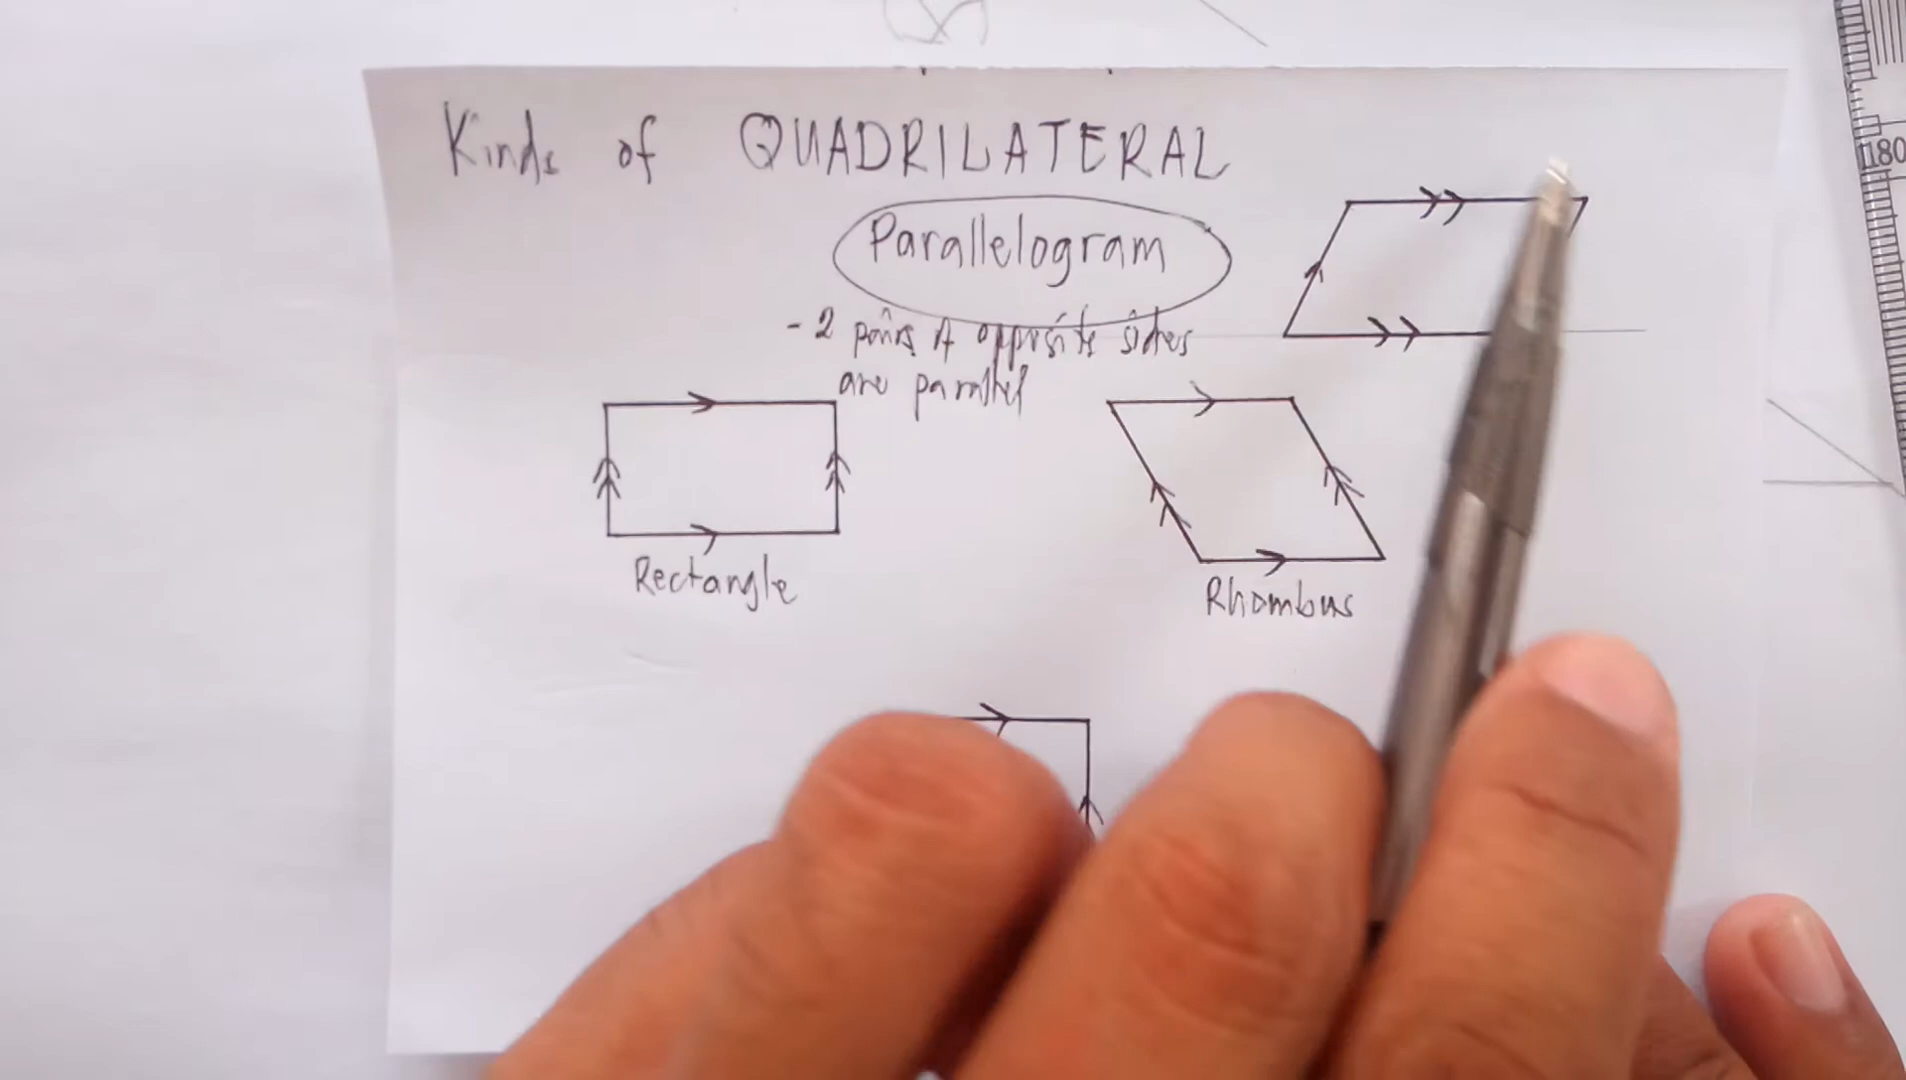 Kinds of QUADRILATERAL
Parallelogram
- 2 pairs of opposite sides
are parallel
Rectangle
Rhombus
180